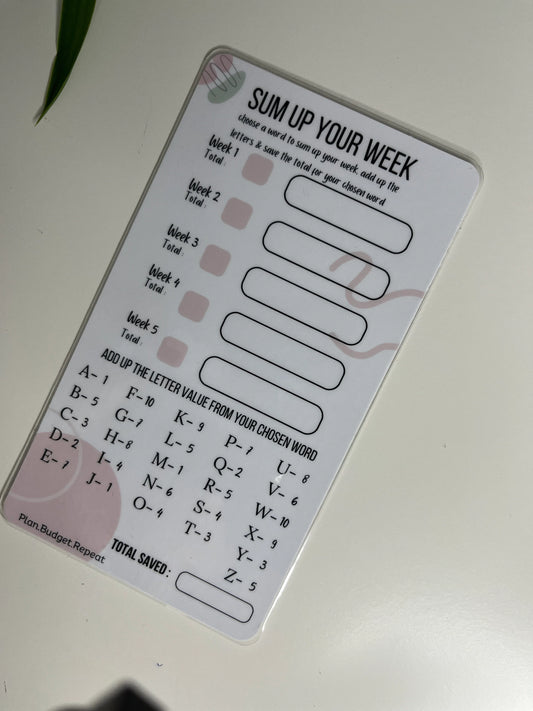 SUM UP YOUR WEEK
choose a word to sum up your week, add up the
letters & save the total for your chosen word
Week 1
Total :
Week 2
Total :
Week 3
Total :
Week 4
Total :
Week 5
Total :
ADD UP THE LETTER VALUE FROM YOUR CHOSEN WORD
A- 1
B- 5
C- 3
D- 2
E- 7
F- 10
G- 7
H- 8
I- 4
J- 1
K- 9
L- 5
M- 1
N- 6
O- 4
P- 7
Q- 2
R- 5
S- 4
T- 3
U- 8
V- 6
W- 10
X- 9
Y- 3
Z- 5
Plan.Budget.Repeat
TOTAL SAVED :